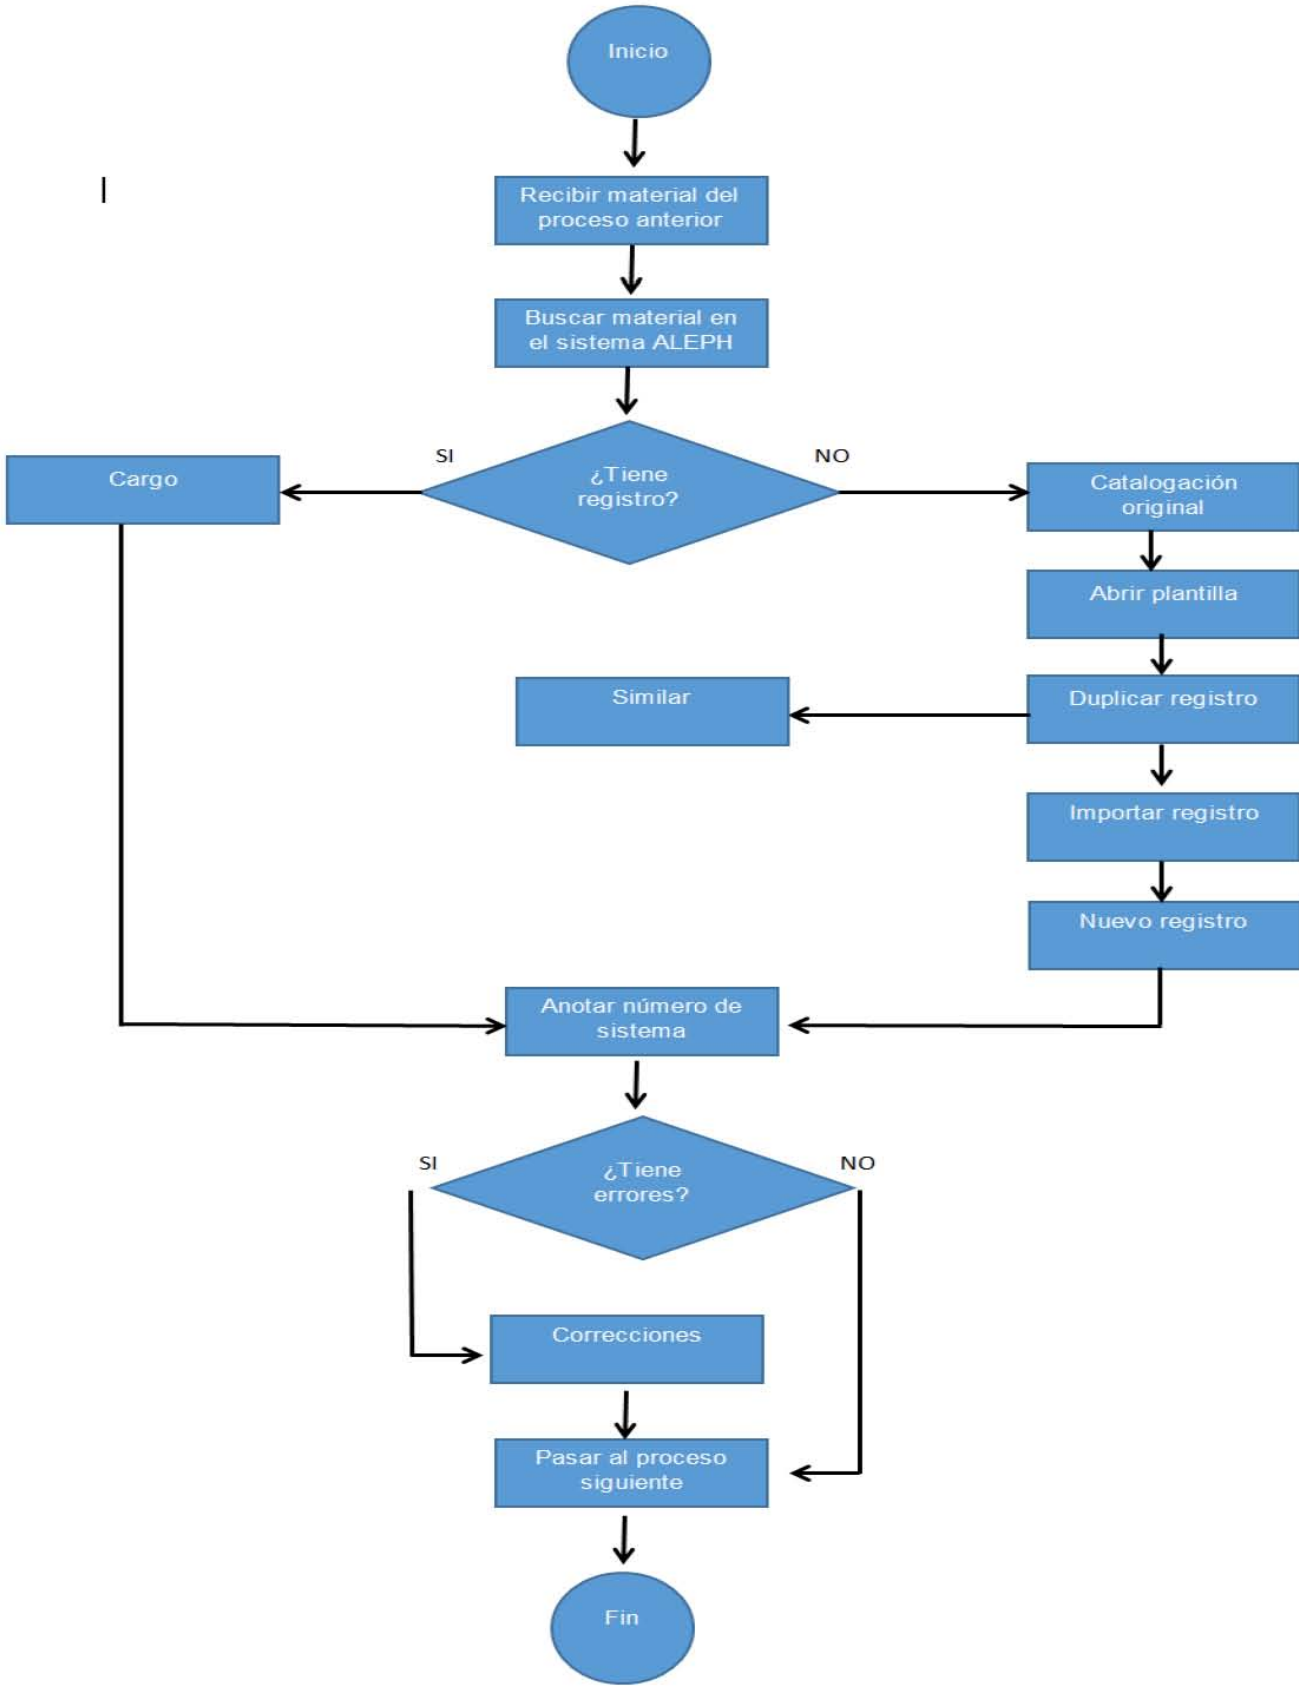 Inicio
Recibir material del
proceso anterior
Buscar material en
el sistema ALEPH
SI
NO
¿Tiene
registro?
Cargo
Catalogación
original
Abrir plantilla
Similar
Duplicar registro
Importar registro
Nuevo registro
Anotar número de
sistema
SI
NO
¿Tiene
errores?
Correcciones
Pasar al proceso
siguiente
Fin